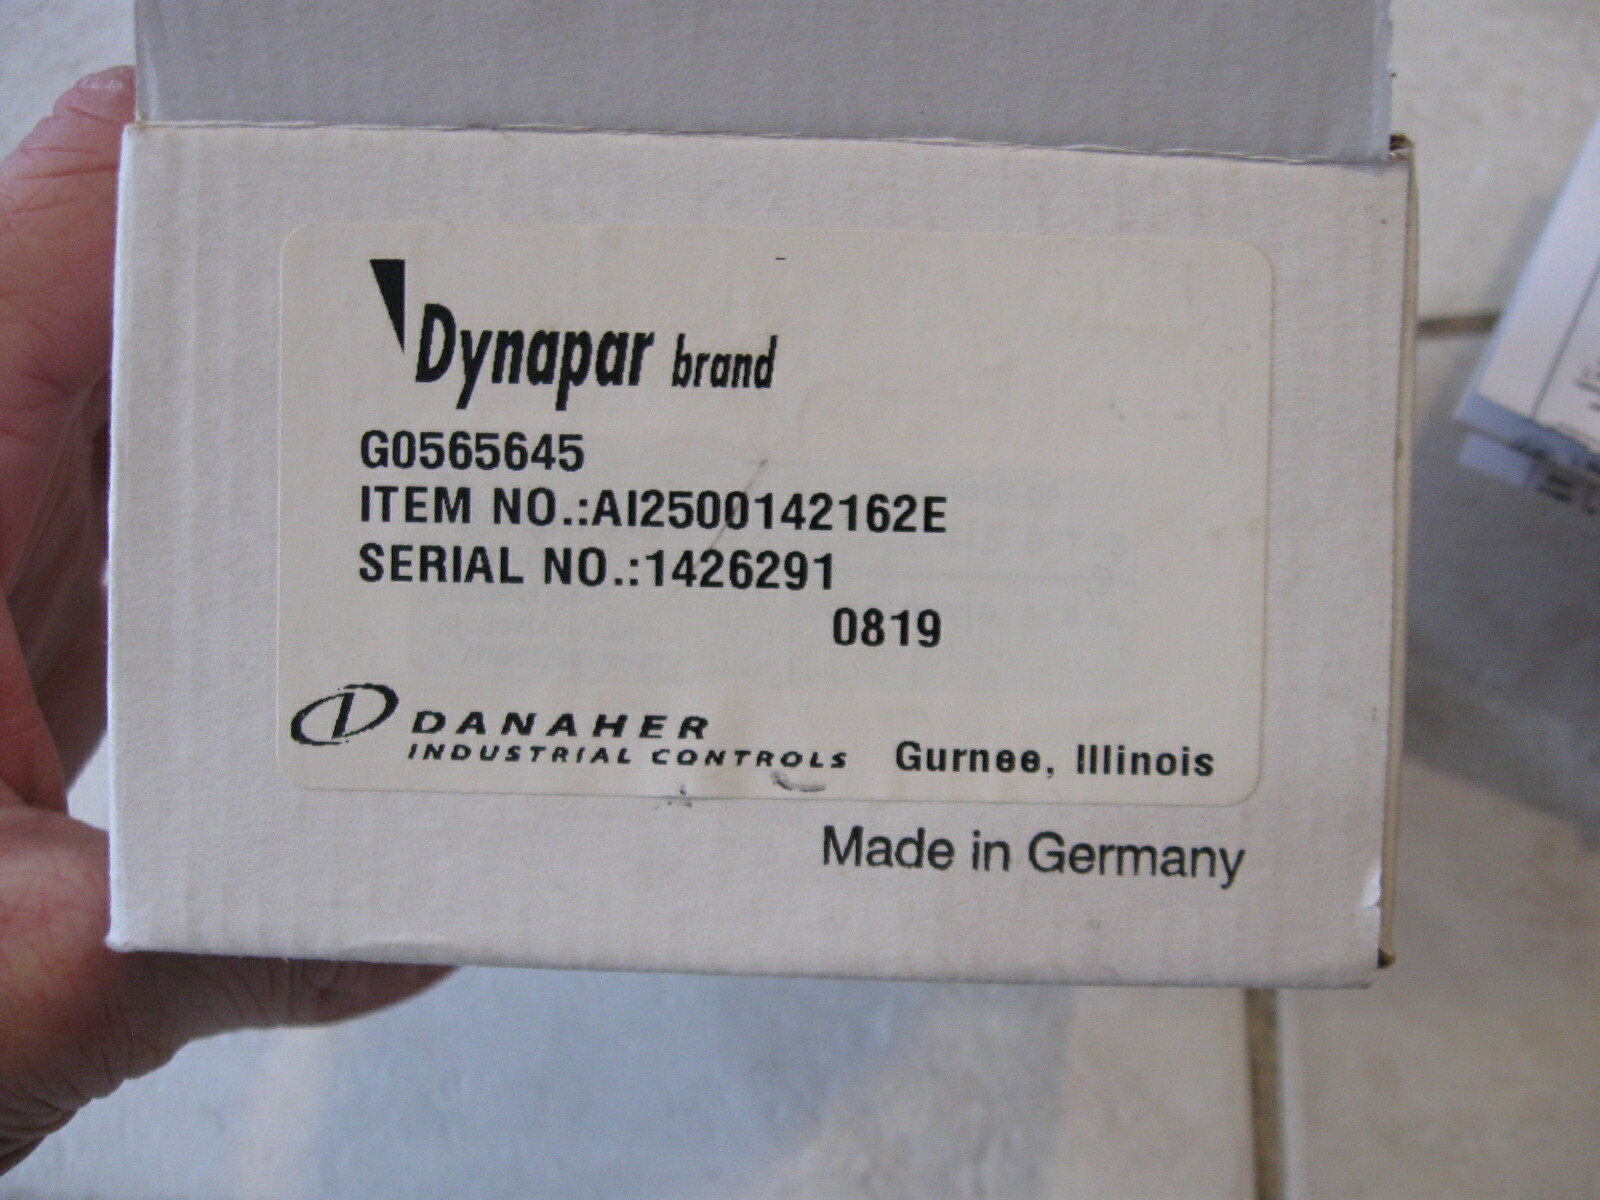 Dynapar brand
G0565645
ITEM NO.:AI2500142162E
SERIAL NO.:1426291
0819
DANAHER
INDUSTRIAL CONTROLS Gurnee, Illinois
Made in Germany